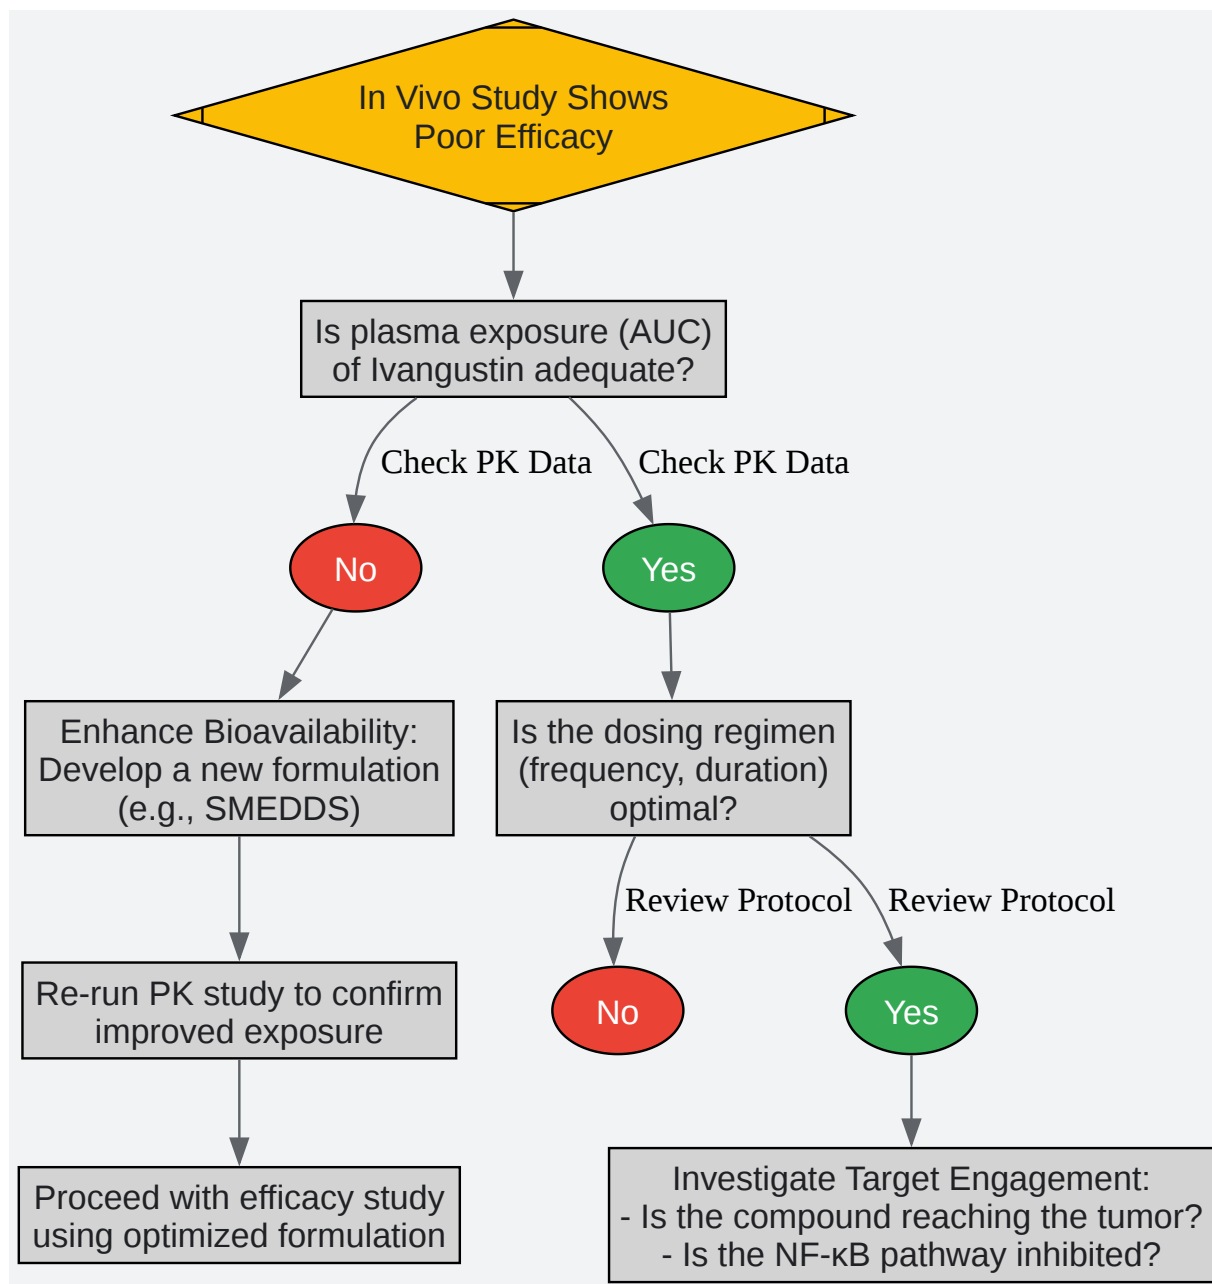 In Vivo Study Shows
Poor Efficacy
Is plasma exposure (AUC)
of Ivangustin adequate?
Check PK Data
Check PK Data
No
Yes
Enhance Bioavailability:
Develop a new formulation
(e.g., SMEDDS)
Is the dosing regimen
(frequency, duration)
optimal?
Review Protocol
Review Protocol
Re-run PK study to confirm
improved exposure
No
Yes
Proceed with efficacy study
using optimized formulation
Investigate Target Engagement:
- Is the compound reaching the tumor?
- Is the NF-κB pathway inhibited?